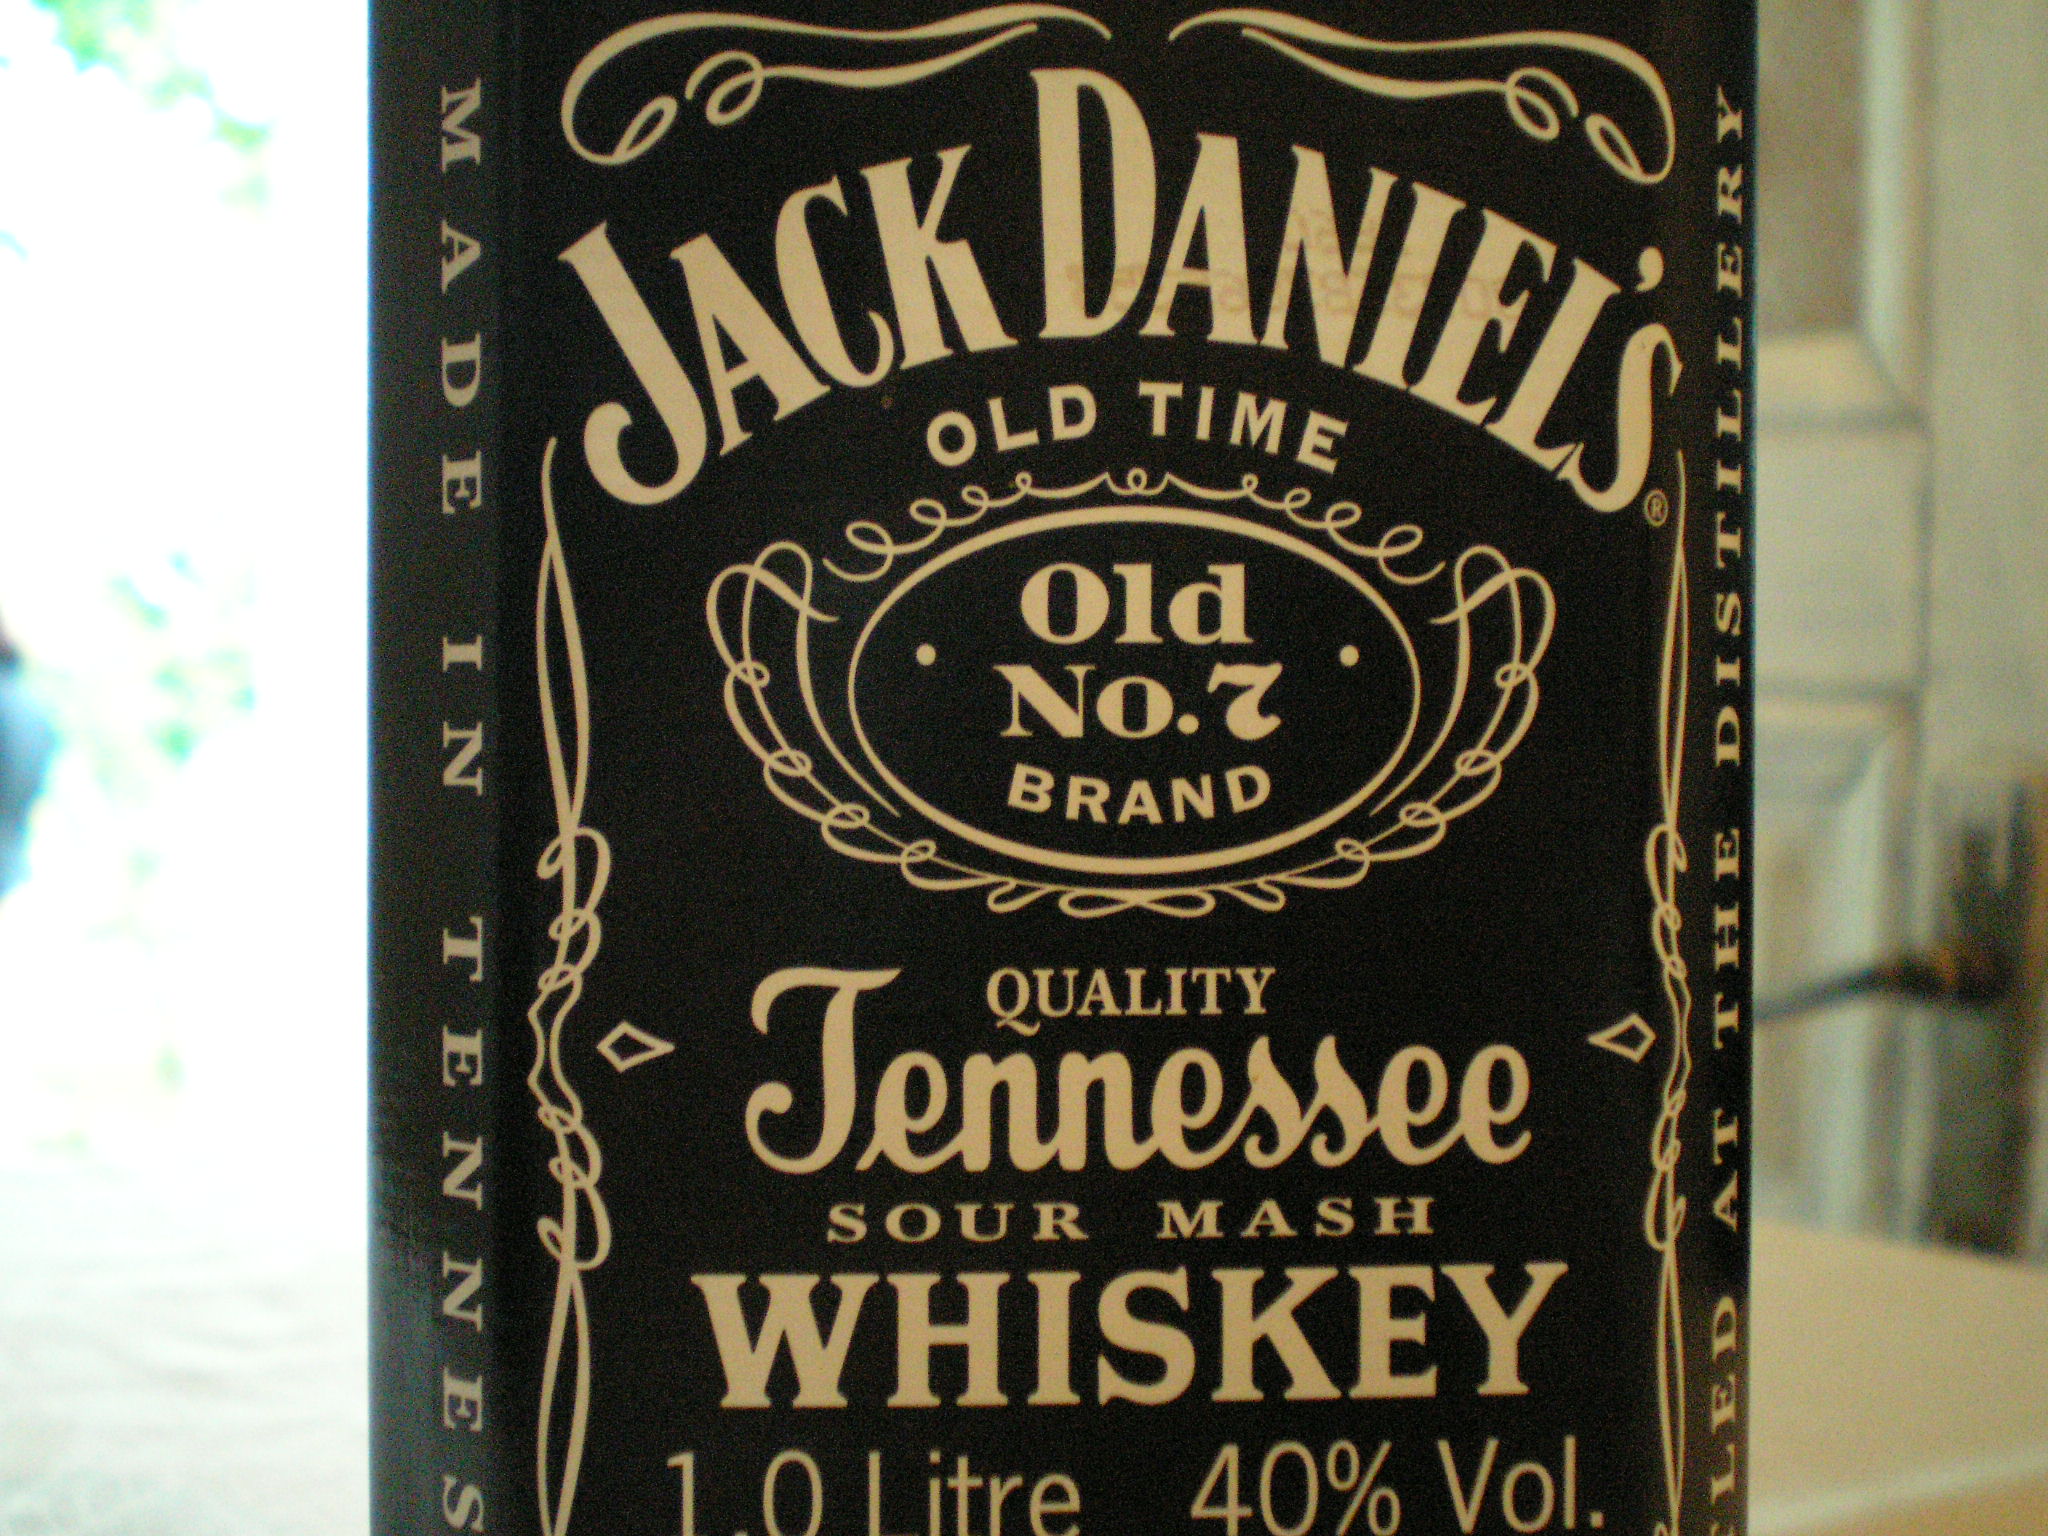 JACK DANIEL'S
®
OLD TIME
Old
No.7
BRAND
QUALITY
Tennessee
SOUR MASH
WHISKEY
1.0 Litre 40% Vol.
MADE IN TENNES
LED AT THE DISTILLERY